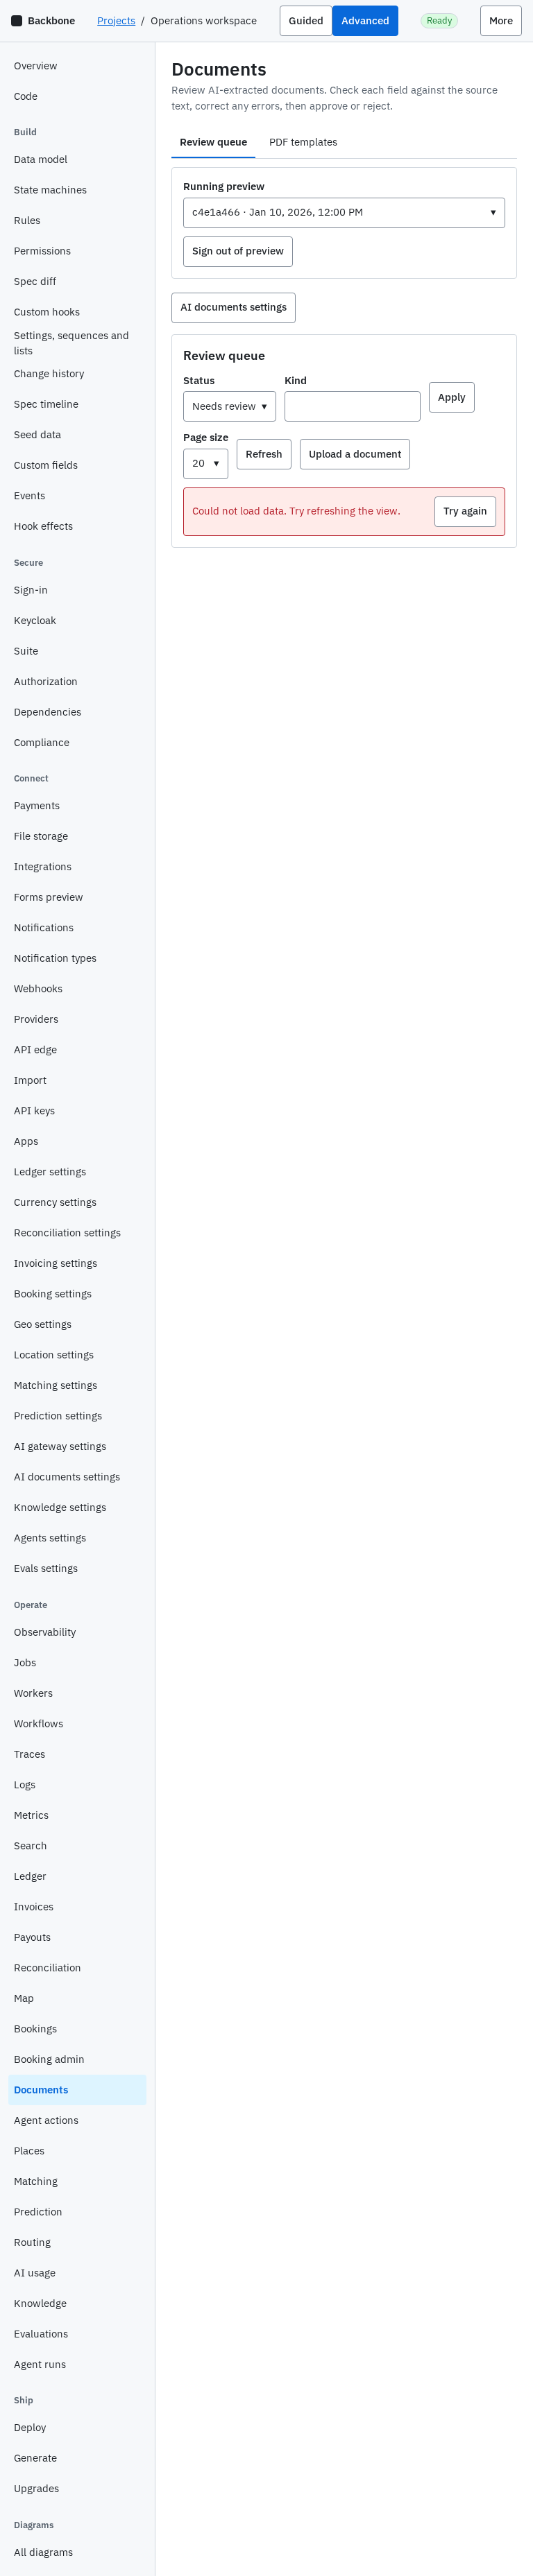 Backbone
Projects / Operations workspace
Guided
Advanced
Ready
More
Overview
Code
Build
Data model
State machines
Rules
Permissions
Spec diff
Custom hooks
Settings, sequences and
lists
Change history
Spec timeline
Seed data
Custom fields
Events
Hook effects
Secure
Sign-in
Keycloak
Suite
Authorization
Dependencies
Compliance
Connect
Payments
File storage
Integrations
Forms preview
Notifications
Notification types
Webhooks
Providers
API edge
Import
API keys
Apps
Ledger settings
Currency settings
Reconciliation settings
Invoicing settings
Booking settings
Geo settings
Location settings
Matching settings
Prediction settings
AI gateway settings
AI documents settings
Knowledge settings
Agents settings
Evals settings
Operate
Observability
Jobs
Workers
Workflows
Traces
Logs
Metrics
Search
Ledger
Invoices
Payouts
Reconciliation
Map
Bookings
Booking admin
Documents
Agent actions
Places
Matching
Prediction
Routing
AI usage
Knowledge
Evaluations
Agent runs
Ship
Deploy
Generate
Upgrades
Diagrams
All diagrams
Documents
Review AI-extracted documents. Check each field against the source
text, correct any errors, then approve or reject.
Review queue
PDF templates
Running preview
c4e1a466 · Jan 10, 2026, 12:00 PM
Sign out of preview
AI documents settings
Review queue
Status
Kind
Needs review
Apply
Page size
20
Refresh
Upload a document
Could not load data. Try refreshing the view.
Try again